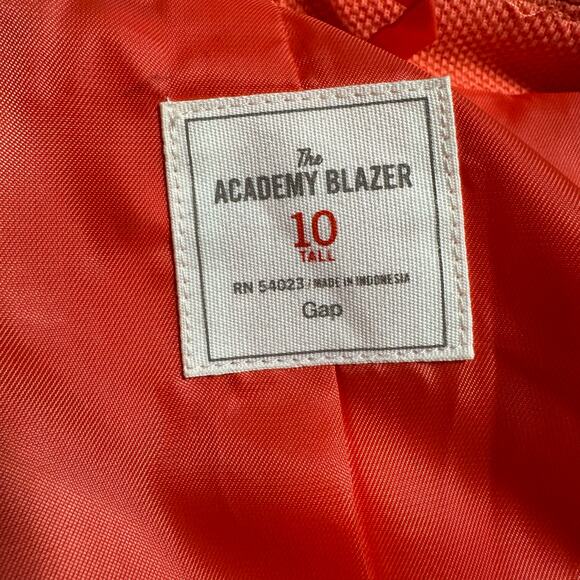 The
ACADEMY BLAZER
10
TALL
RN 54023 / MADE IN INDONESIA
Gap